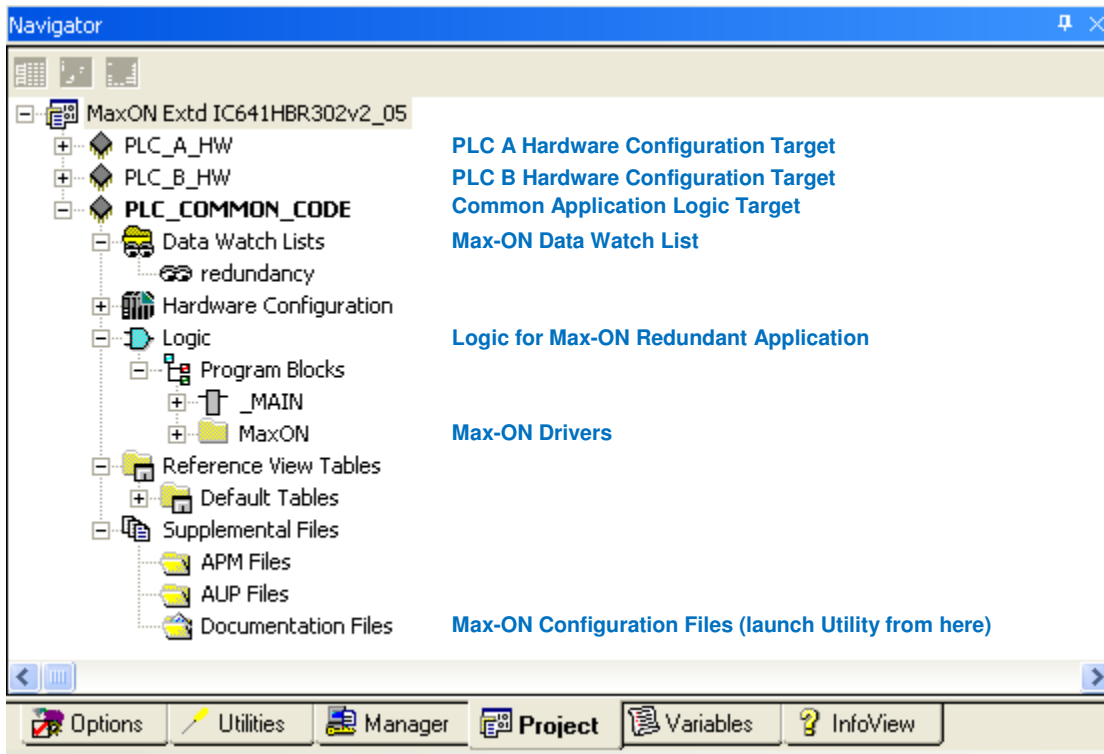 Navigator
MaxON Extd IC641HBR302v2_05
PLC_A_HW PLC A Hardware Configuration Target
PLC_B_HW PLC B Hardware Configuration Target
PLC_COMMON_CODE Common Application Logic Target
Data Watch Lists Max-ON Data Watch List
redundancy
Hardware Configuration
Logic Logic for Max-ON Redundant Application
Program Blocks
_MAIN
MaxON Max-ON Drivers
Reference View Tables
Default Tables
Supplemental Files
APM Files
AUP Files
Documentation Files Max-ON Configuration Files (launch Utility from here)
Options Utilities Manager Project Variables InfoView